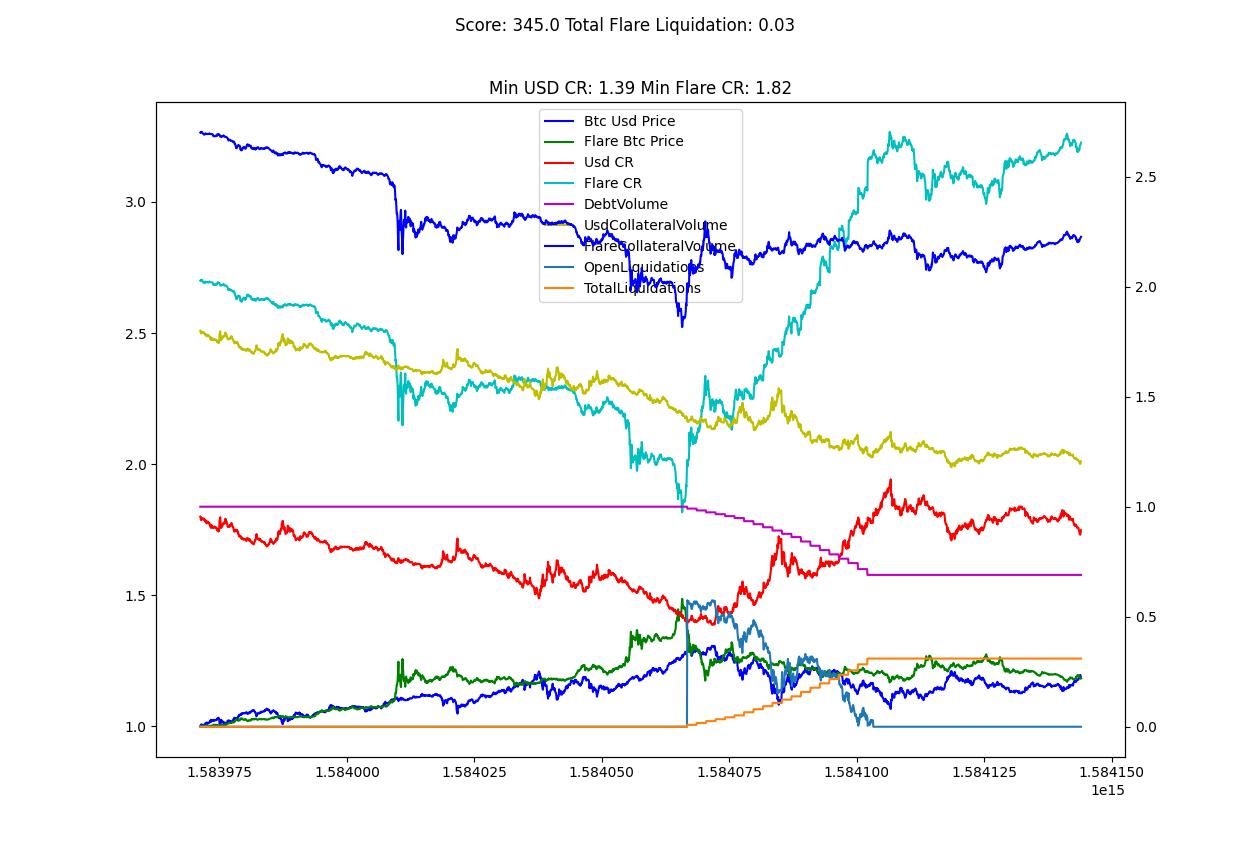 Score: 345.0 Total Flare Liquidation: 0.03
Min USD CR: 1.39 Min Flare CR: 1.82
Btc Usd Price
Flare Btc Price
Usd CR
Flare CR
DebtVolume
UsdCollateralVolume
FlareCollateralVolume
OpenLiquidations
TotalLiquidations
3.0
2.5
2.0
1.5
1.0
2.5
2.0
1.5
1.0
0.5
0.0
1.583975 1.584000 1.584025 1.584050 1.584075 1.584100 1.584125 1.584150
1e15